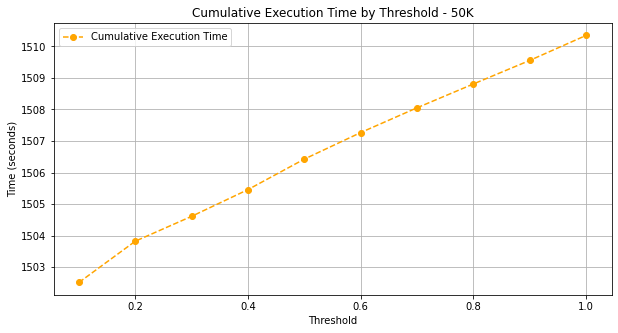 Cumulative Execution Time by Threshold - 50K
Cumulative Execution Time
1510
1509
1508
1507
1506
1505
1504
1503
Time (seconds)
0.2 0.4 0.6 0.8 1.0
Threshold